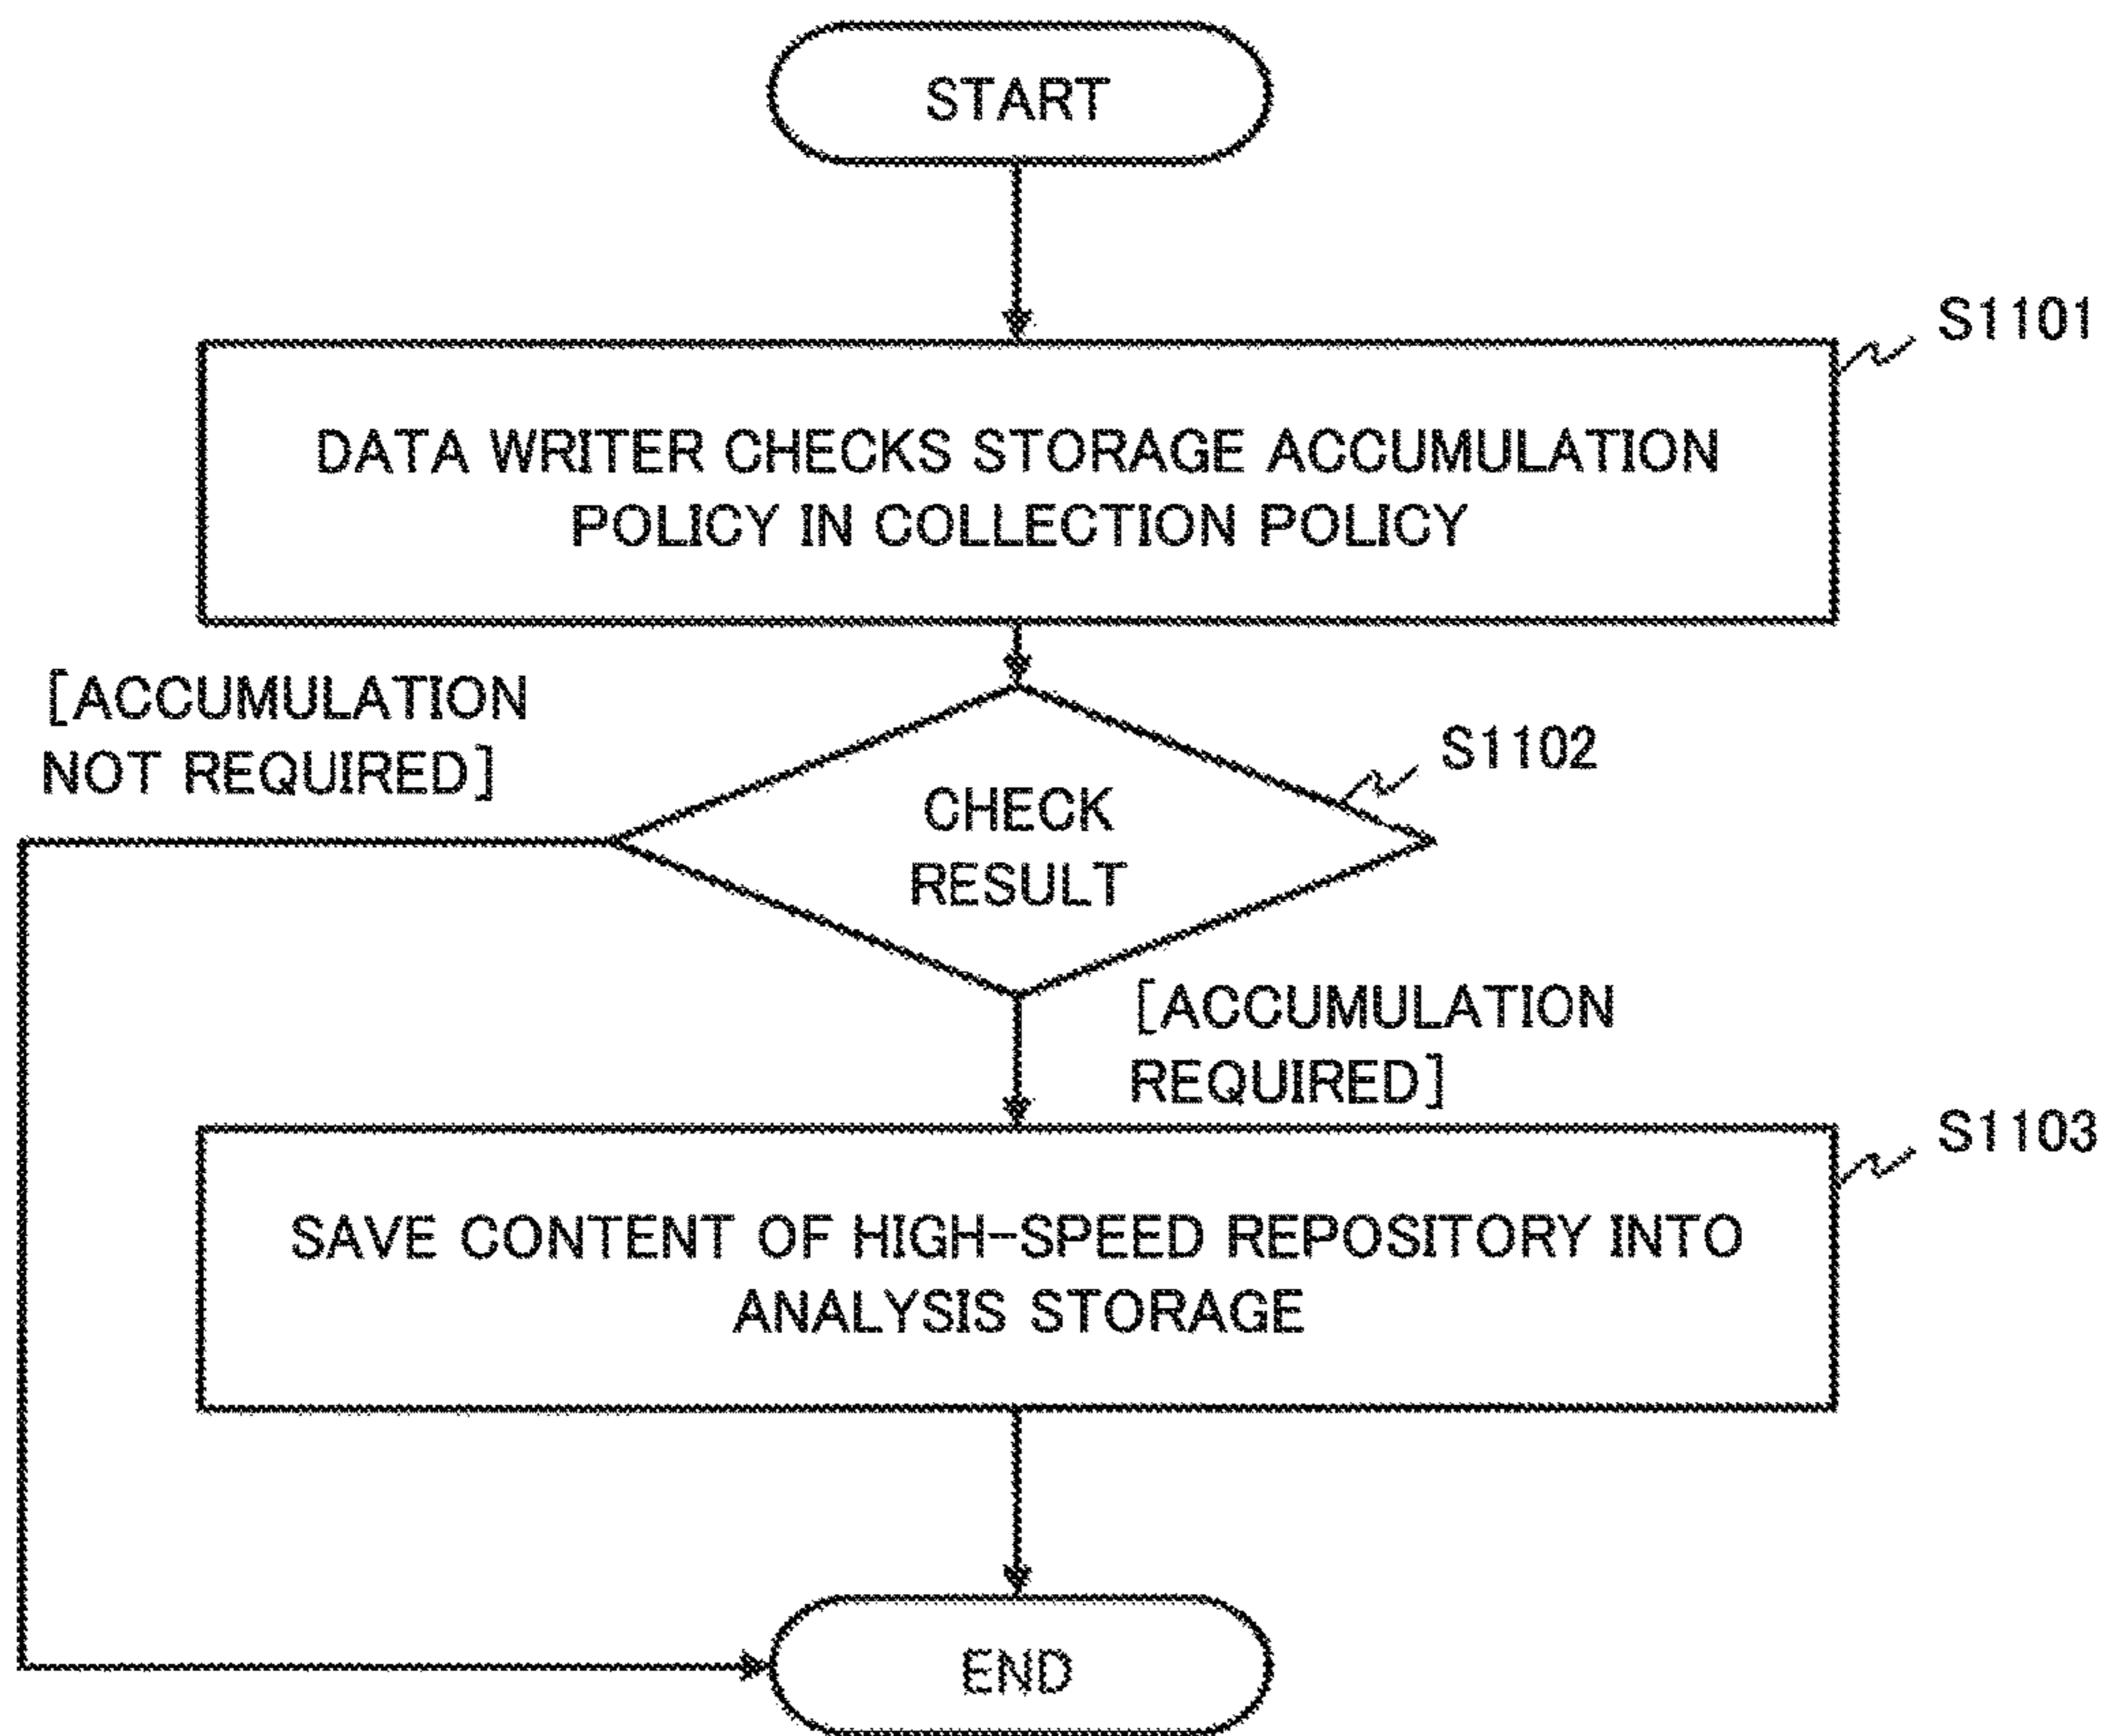 START
S1101
DATA WRITER CHECKS STORAGE ACCUMULATION
POLICY IN COLLECTION POLICY
[ACCUMULATION
NOT REQUIRED]
S1102
CHECK
RESULT
[ACCUMULATION
REQUIRED]
S1103
SAVE CONTENT OF HIGH-SPEED REPOSITORY INTO
ANALYSIS STORAGE
END